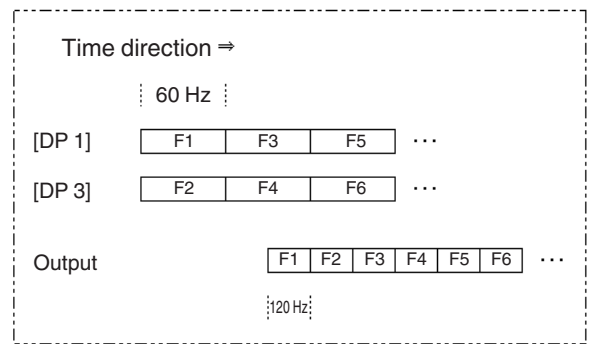 Time direction ⇒
60 Hz
[DP 1] F1 F3 F5 ···
[DP 3] F2 F4 F6 ···
Output F1 F2 F3 F4 F5 F6 ···
120 Hz